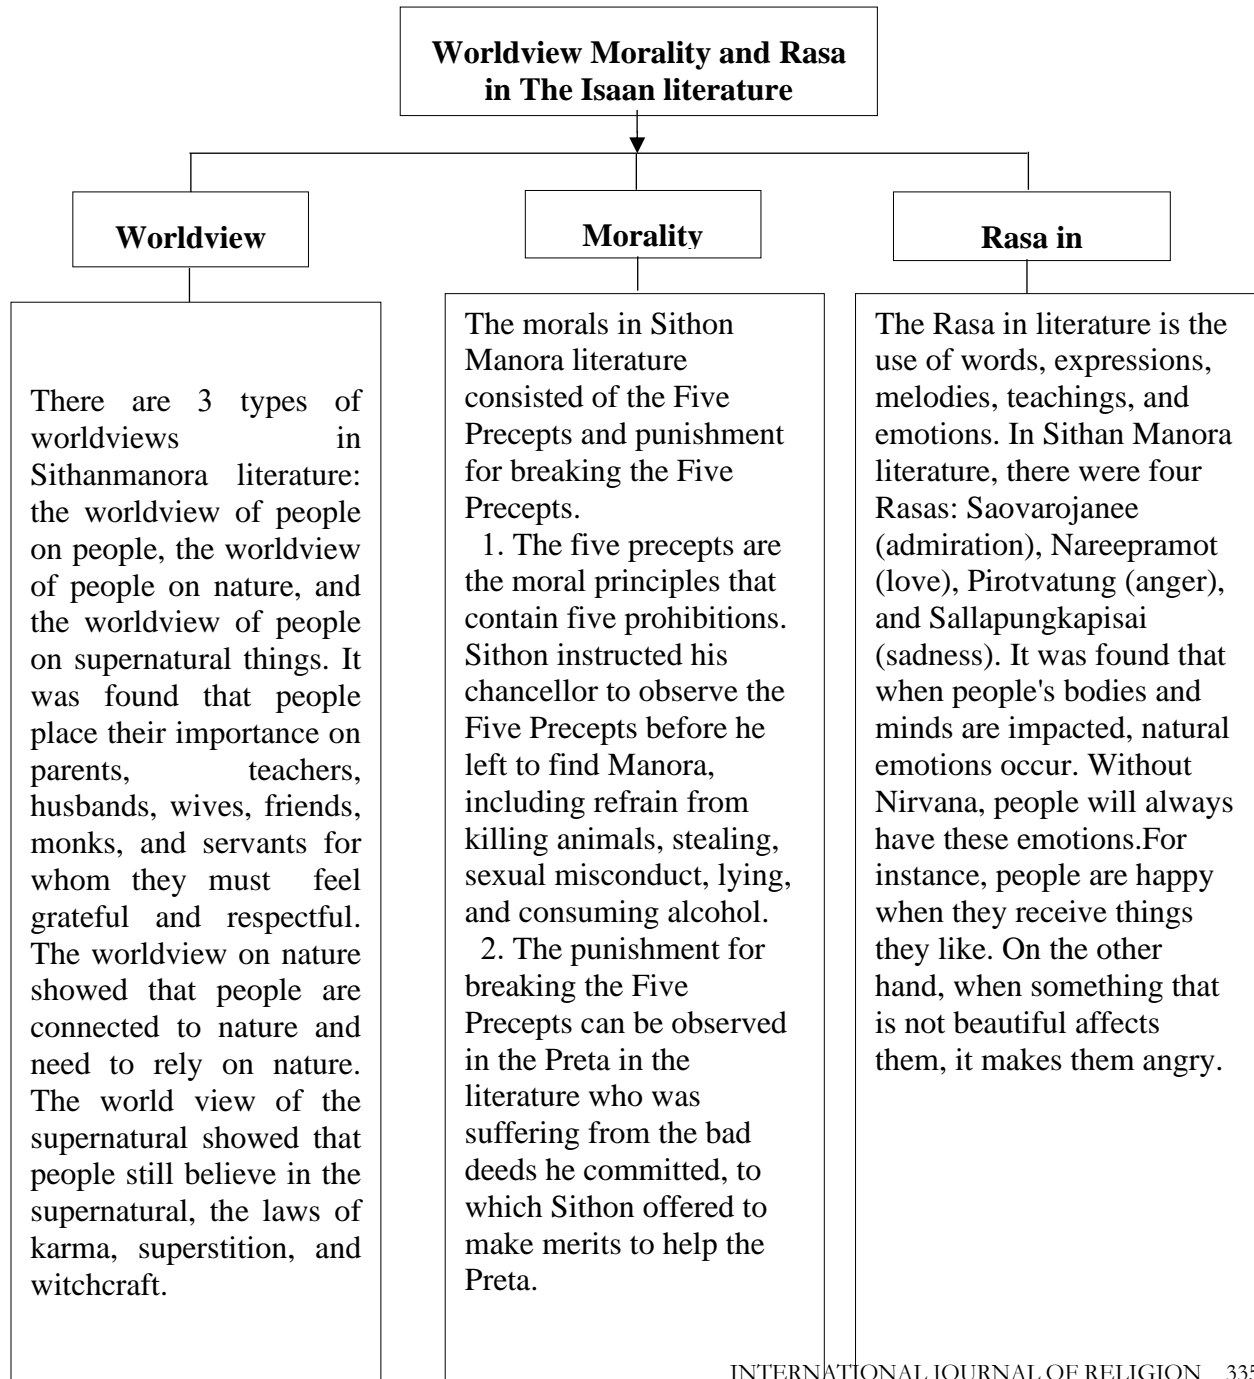 Worldview Morality and Rasa
in The Isaan literature
Worldview
There are 3 types of
worldviews in
Sithanmanora literature:
the worldview of people
on people, the worldview
of people on nature, and
the worldview of people
on supernatural things. It
was found that people
place their importance on
parents, teachers,
husbands, wives, friends,
monks, and servants for
whom they must feel
grateful and respectful.
The worldview on nature
showed that people are
connected to nature and
need to rely on nature.
The world view of the
supernatural showed that
people still believe in the
supernatural, the laws of
karma, superstition, and
witchcraft.
Morality
The morals in Sithon
Manora literature
consisted of the Five
Precepts and punishment
for breaking the Five
Precepts.
1. The five precepts are
the moral principles that
contain five prohibitions.
Sithon instructed his
chancellor to observe the
Five Precepts before he
left to find Manora,
including refrain from
killing animals, stealing,
sexual misconduct, lying,
and consuming alcohol.
2. The punishment for
breaking the Five
Precepts can be observed
in the Preta in the
literature who was
suffering from the bad
deeds he committed, to
which Sithon offered to
make merits to help the
Preta.
Rasa in
The Rasa in literature is the
use of words, expressions,
melodies, teachings, and
emotions. In Sithan Manora
literature, there were four
Rasas: Saovarojanee
(admiration), Nareepramot
(love), Pirotvatung (anger),
and Sallapungkapisai
(sadness). It was found that
when people's bodies and
minds are impacted, natural
emotions occur. Without
Nirvana, people will always
have these emotions.For
instance, people are happy
when they receive things
they like. On the other
hand, when something that
is not beautiful affects
them, it makes them angry.
INTERNATIONAL JOURNAL OF RELIGION 335